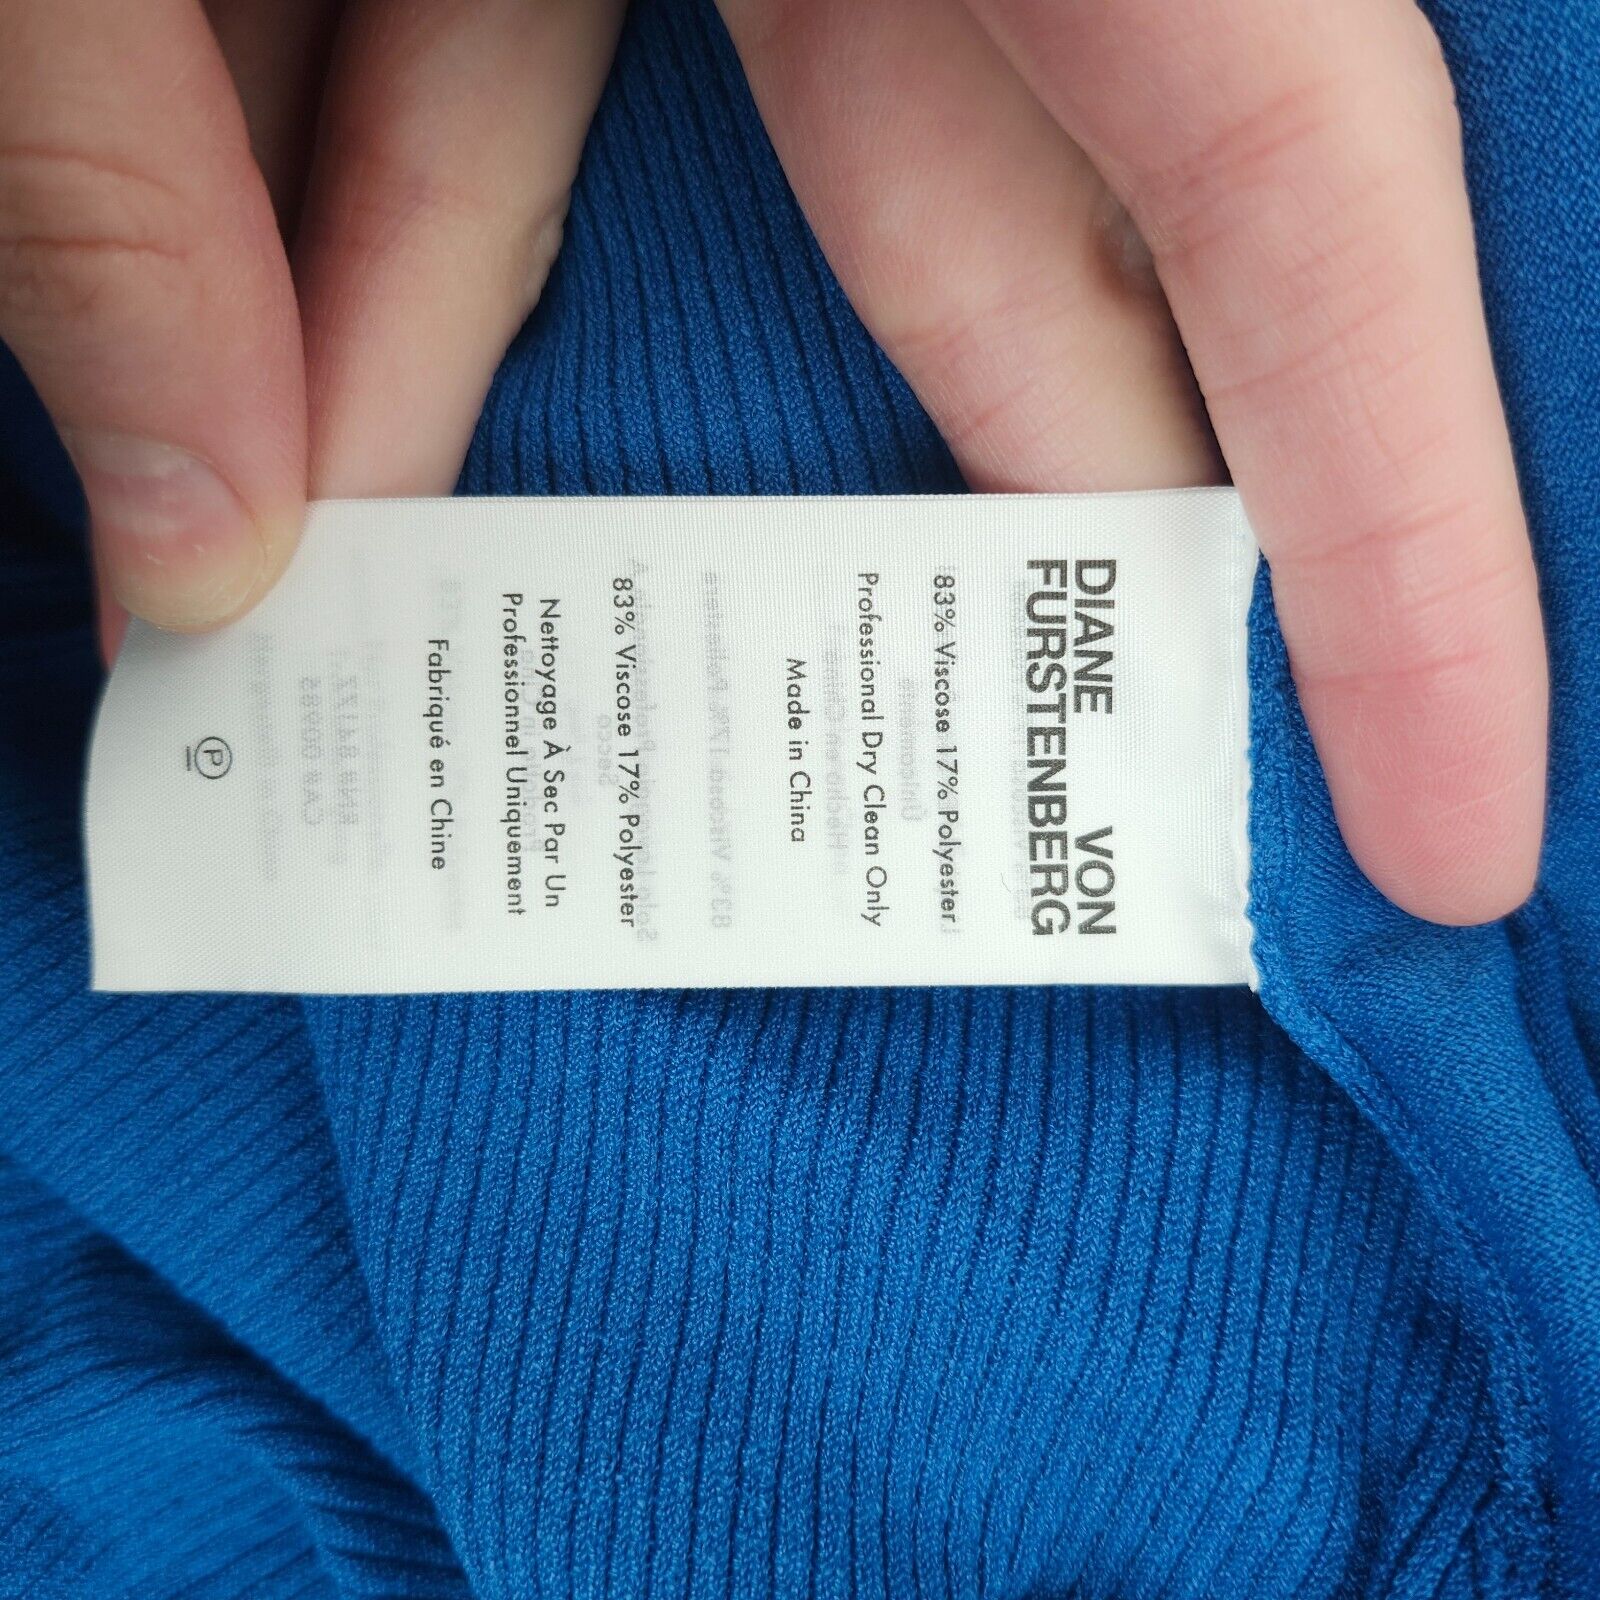 DIANE VON
FURSTENBERG
83% Viscose 17% Polyester
Professional Dry Clean Only
Made in China
83% Viscose 17% Polyester
Nettoyage À Sec Par Un
Professionnel Uniquement
Fabriqué en Chine
P